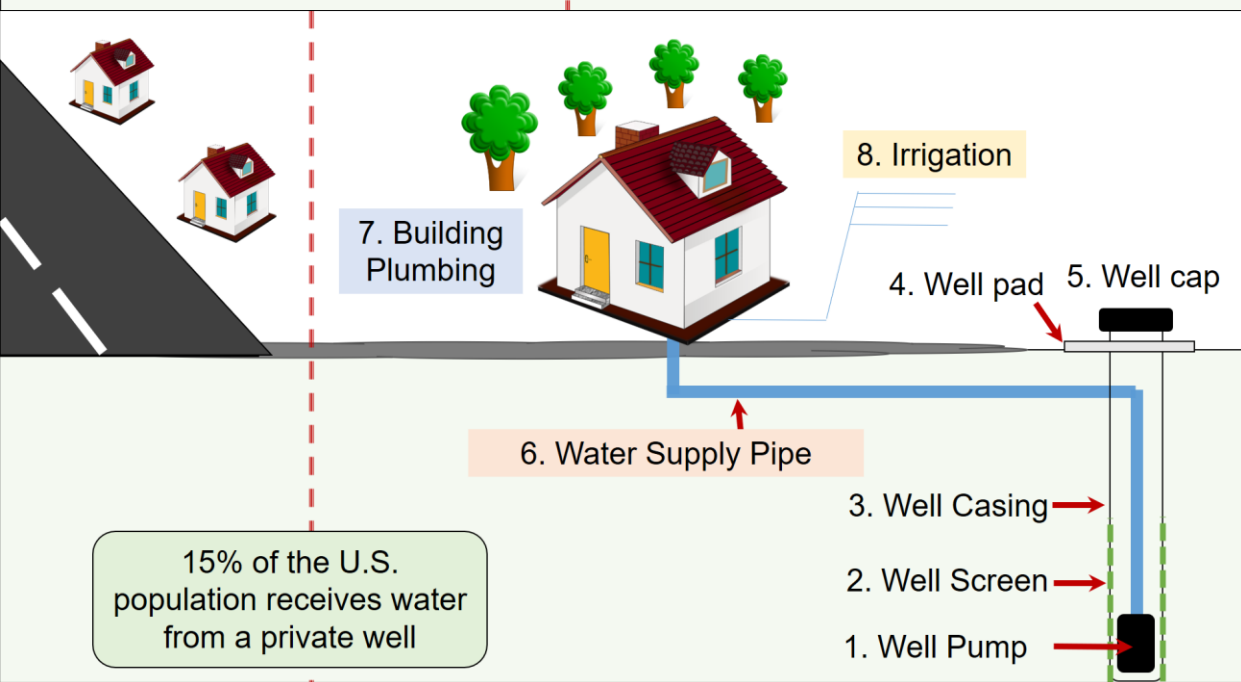 8. Irrigation
7. Building
Plumbing
4. Well pad
5. Well cap
6. Water Supply Pipe
3. Well Casing
15% of the U.S.
population receives water
from a private well
2. Well Screen
1. Well Pump